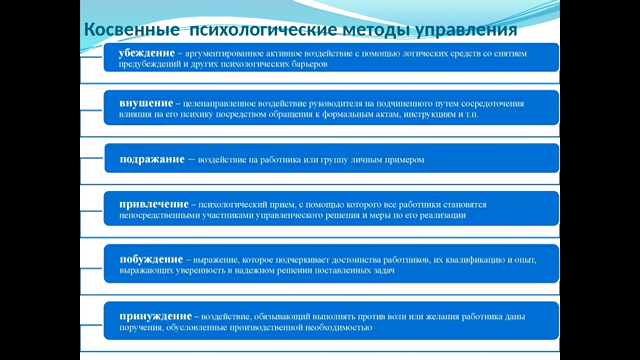 Косвенные психологические методы управления
убеждение – аргументированное активное воздействие с помощью логических средств со снятием
предубеждений и других психологических барьеров
внушение – целенаправленное воздействие руководителя на подчиненного путем сосредоточения
влияния на его психику посредством обращения к формальным актам, инструкциям и т.п.
подражание – воздействие на работника или группу личным примером
привлечение – психологический прием, с помощью которого все работники становятся
непосредственными участниками управленческого решения и меры по его реализации
побуждение – выражение, которое подчеркивает достоинства работников, их квалификацию и опыт,
выражающих уверенность в надежном решении поставленных задач
принуждение – воздействие, обязывающий выполнять против воли или желания работника даны
поручения, обусловленные производственной необходимостью